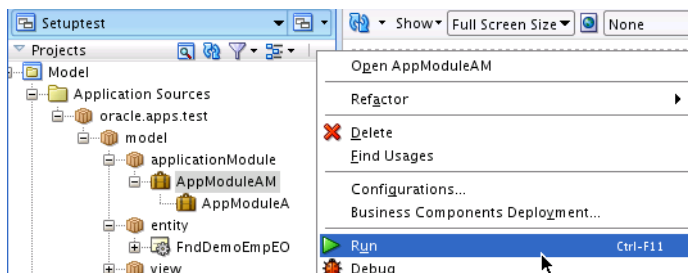 Setuptest
Show
Full Screen Size
None
Projects
Model
Application Sources
oracle.apps.test
model
applicationModule
AppModuleAM
AppModuleA
entity
FndDemoEmpEO
view
Open AppModuleAM
Refactor
Delete
Find Usages
Configurations...
Business Components Deployment...
Run Ctrl-F11
Debug